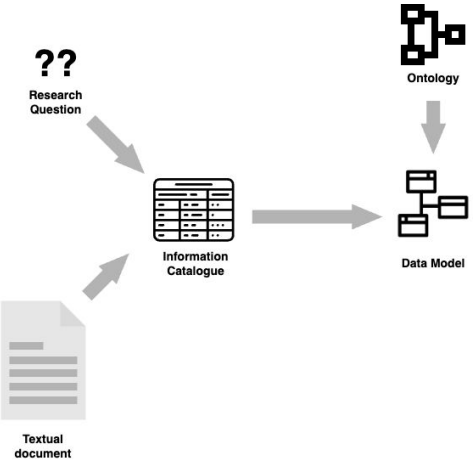 ??
Research
Question
Ontology
Information
Catalogue
Data Model
Textual
document